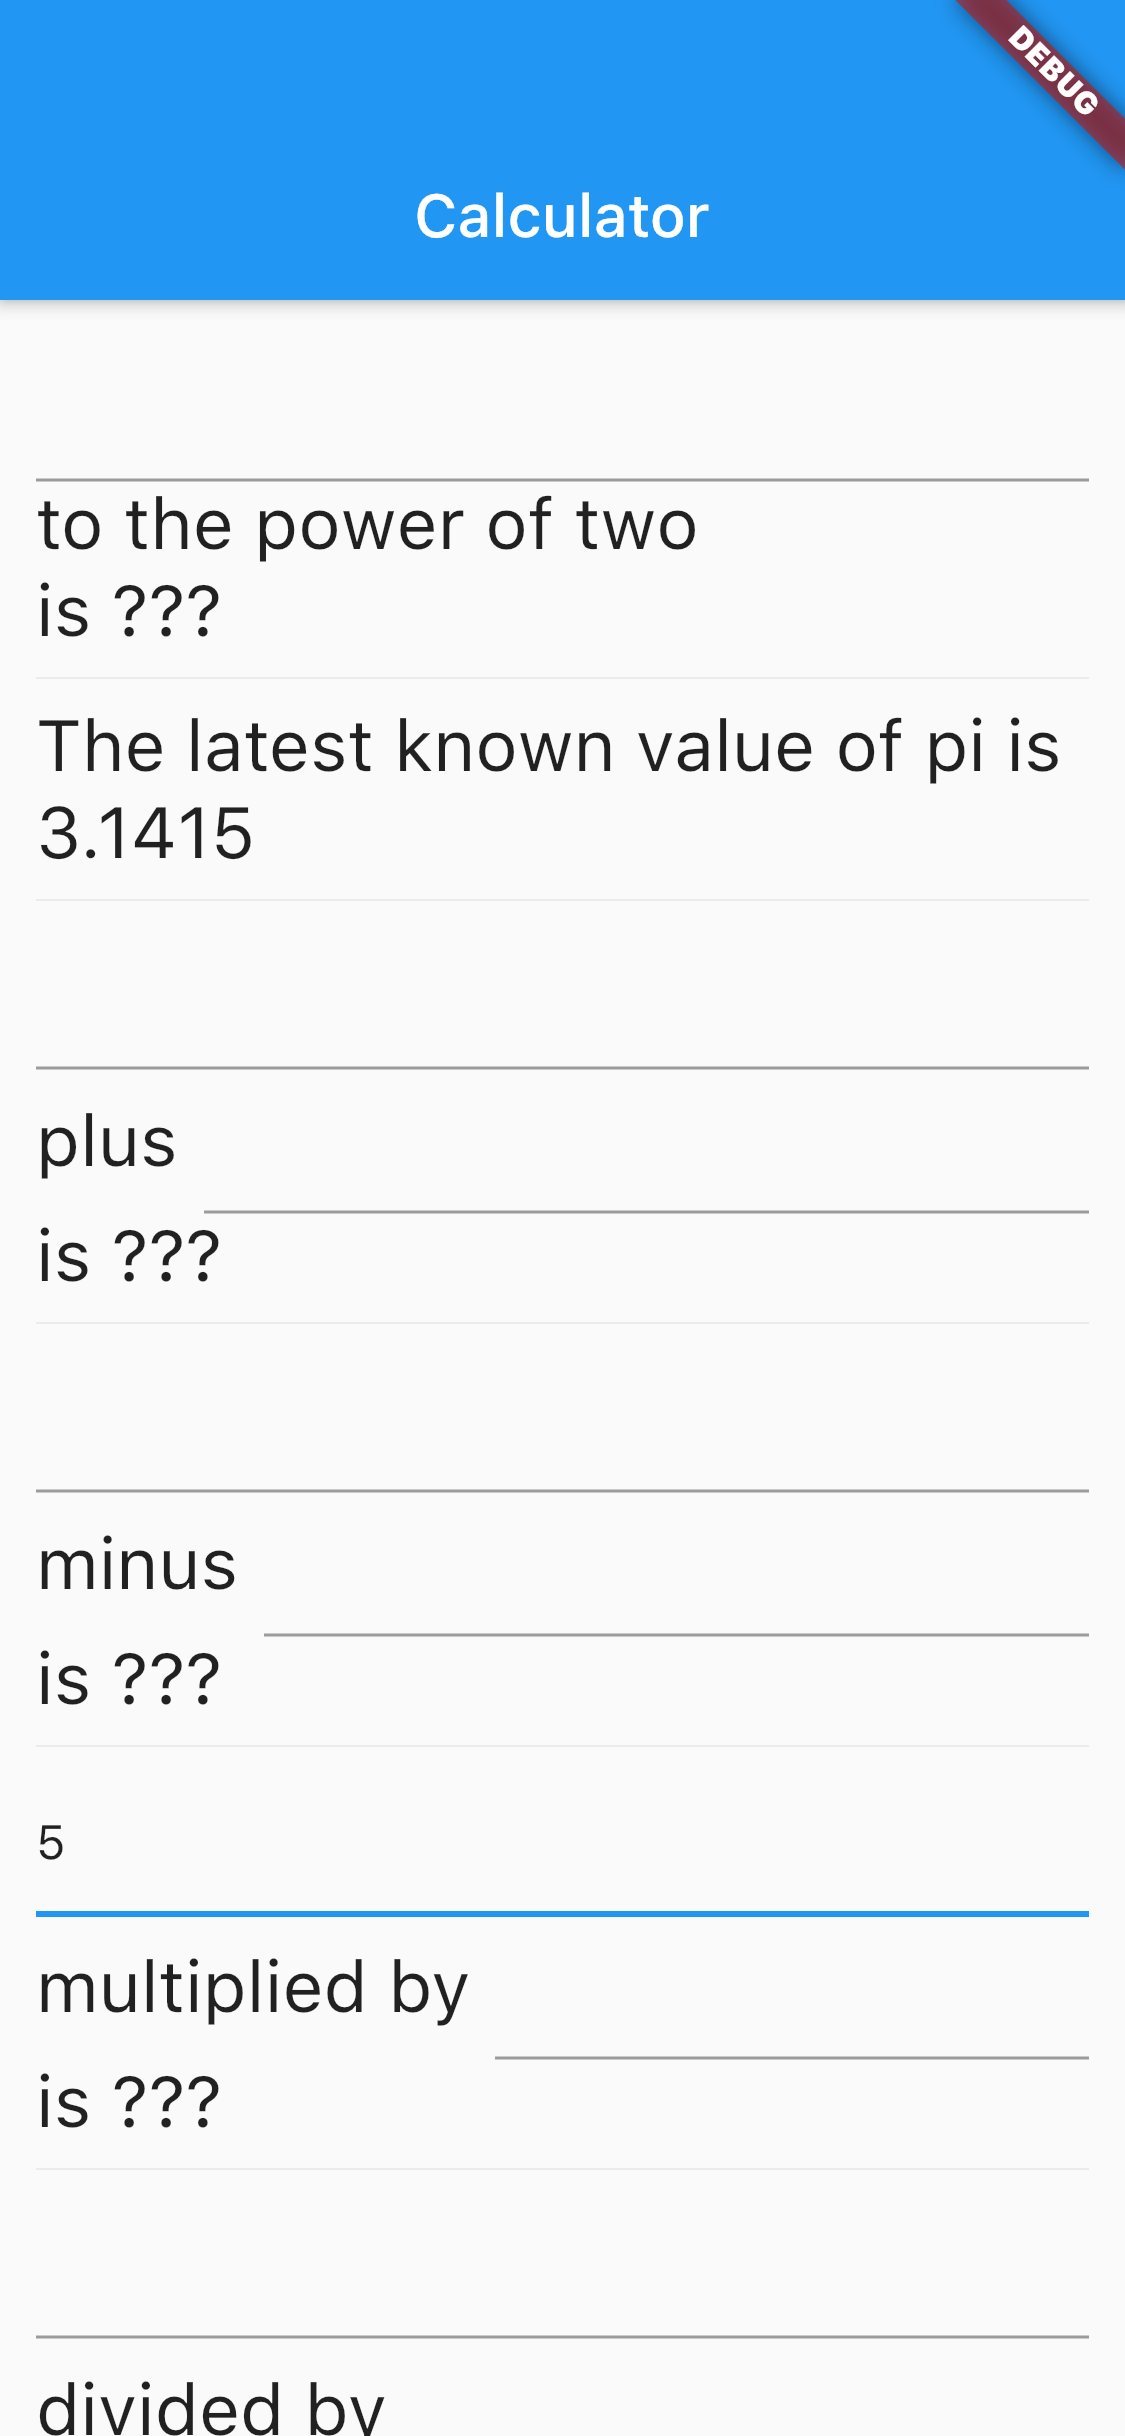 DEBUG
Calculator
to the power of two
is ???
The latest known value of pi is
3.1415
plus
is ???
minus
is ???
5
multiplied by
is ???
divided by